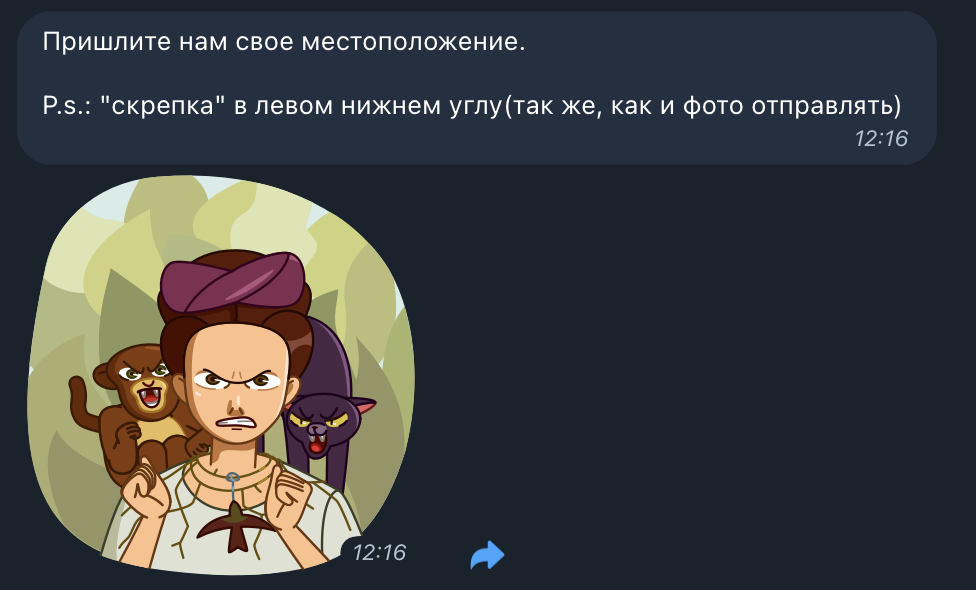 Пришлите нам свое местоположение.
P.s.: "скрепка" в левом нижнем углу(так же, как и фото отправлять)
12:16
12:16